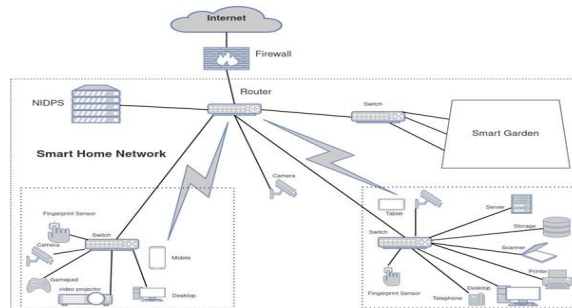 Internet
Firewall
Router
NIDPS
Switch
Smart Garden
Smart Home Network
Camera
Fingerprint Sensor
Switch
Camera
Mobile
Gamepad
video projector
Desktop
Tablet
Server
Switch
Storage
Scanner
Printer
Desktop
Fingerprint Sensor
Telephone